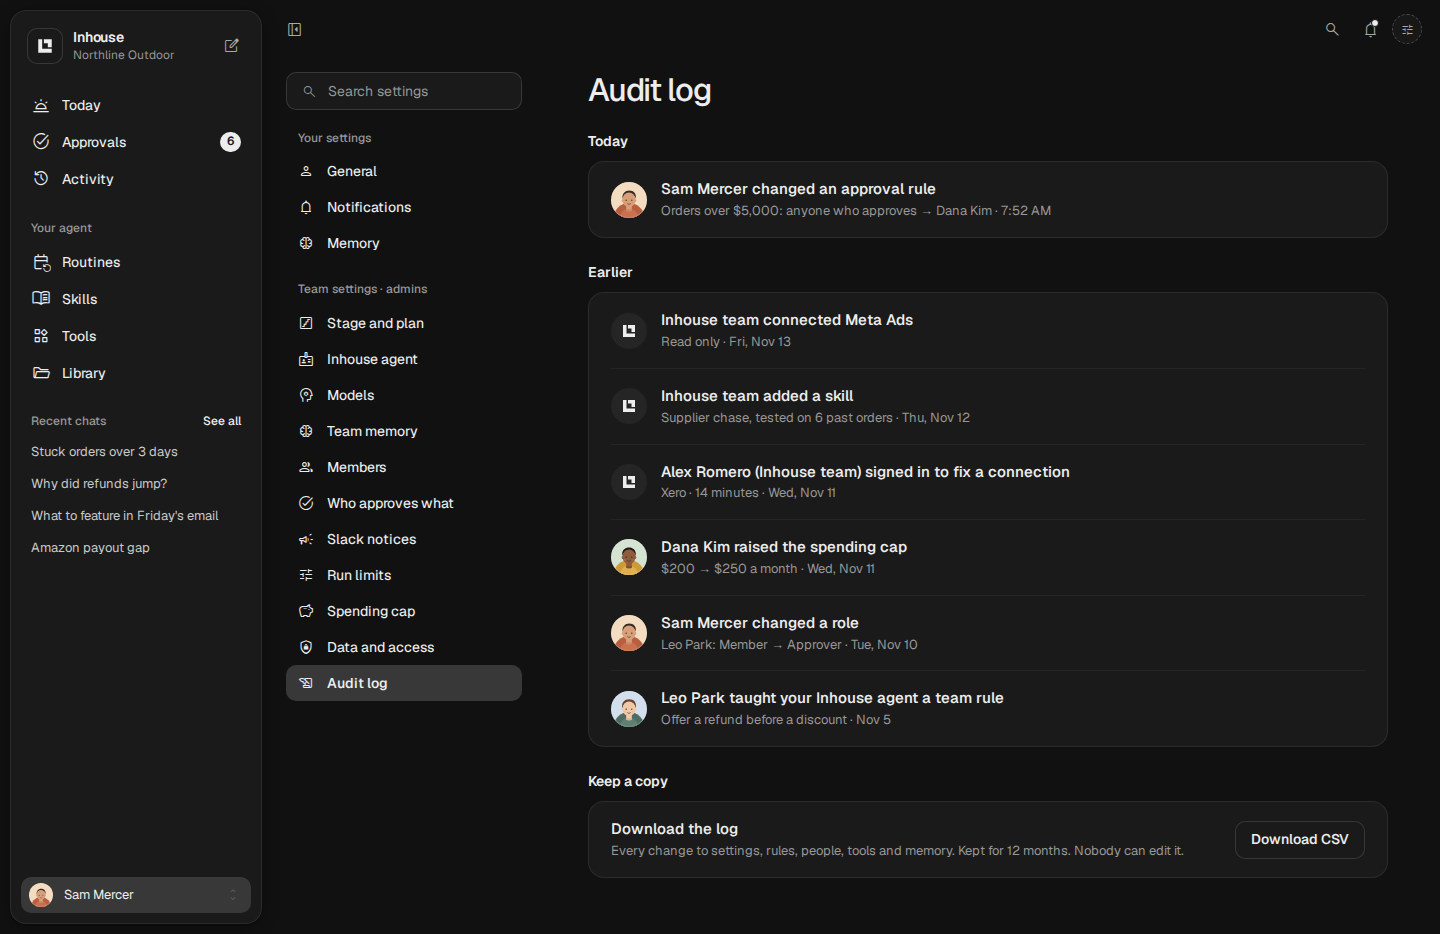 Inhouse
Northline Outdoor
Today
Approvals 6
Activity
Your agent
Routines
Skills
Tools
Library
Recent chats See all
Stuck orders over 3 days
Why did refunds jump?
What to feature in Friday's email
Amazon payout gap
Sam Mercer
Search settings
Your settings
General
Notifications
Memory
Team settings · admins
Stage and plan
Inhouse agent
Models
Team memory
Members
Who approves what
Slack notices
Run limits
Spending cap
Data and access
Audit log
Audit log
Today
Sam Mercer changed an approval rule
Orders over $5,000: anyone who approves → Dana Kim · 7:52 AM
Earlier
Inhouse team connected Meta Ads
Read only · Fri, Nov 13
Inhouse team added a skill
Supplier chase, tested on 6 past orders · Thu, Nov 12
Alex Romero (Inhouse team) signed in to fix a connection
Xero · 14 minutes · Wed, Nov 11
Dana Kim raised the spending cap
$200 → $250 a month · Wed, Nov 11
Sam Mercer changed a role
Leo Park: Member → Approver · Tue, Nov 10
Leo Park taught your Inhouse agent a team rule
Offer a refund before a discount · Nov 5
Keep a copy
Download the log
Every change to settings, rules, people, tools and memory. Kept for 12 months. Nobody can edit it.
Download CSV